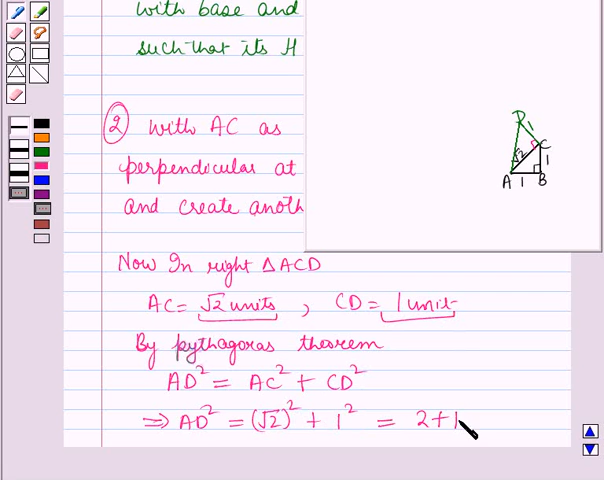 with base and
such that its H
② With AC as
perpendicular at
and create anoth
Now In right △ACD
AC = √2 units , CD = 1 unit
By pythagoras theorem
AD² = AC² + CD²
⇒ AD² = (√2)² + 1² = 2+1
D 1
√2 C
1
A 1 B